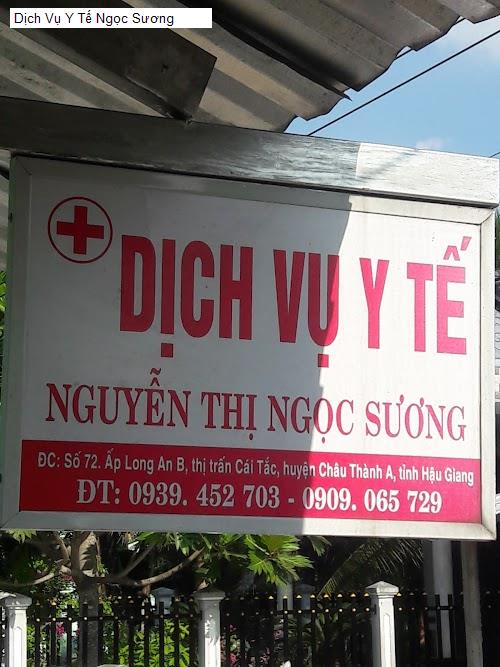 Dịch Vụ Y Tế Ngọc Sương
DỊCH VỤ Y TẾ
NGUYỄN THỊ NGỌC SƯƠNG
ĐC: Số 72. Ấp Long An B, thị trấn Cái Tắc, huyện Châu Thành A, tỉnh Hậu Giang
ĐT: 0939. 452 703 - 0909. 065 729